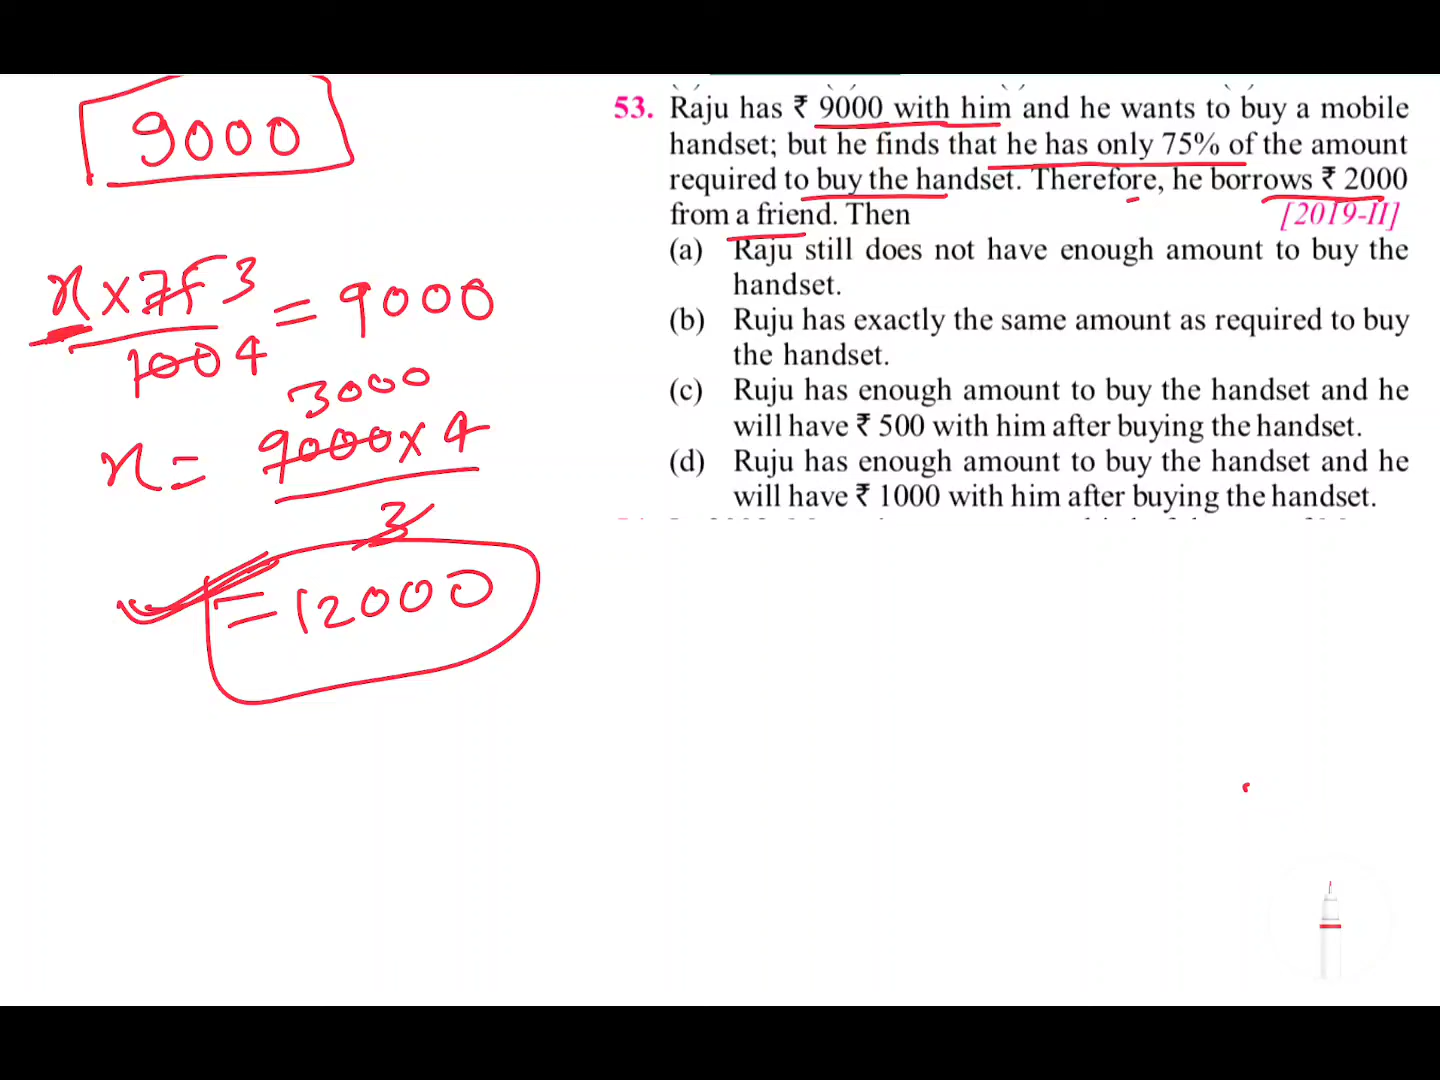 9000
x × 75 3 = 9000
100 4
3000
x = 9000 × 4
3
= 12000
53. Raju has ₹ 9000 with him and he wants to buy a mobile
handset; but he finds that he has only 75% of the amount
required to buy the handset. Therefore, he borrows ₹ 2000
from a friend. Then [2019-II]
(a) Raju still does not have enough amount to buy the
handset.
(b) Ruju has exactly the same amount as required to buy
the handset.
(c) Ruju has enough amount to buy the handset and he
will have ₹ 500 with him after buying the handset.
(d) Ruju has enough amount to buy the handset and he
will have ₹ 1000 with him after buying the handset.